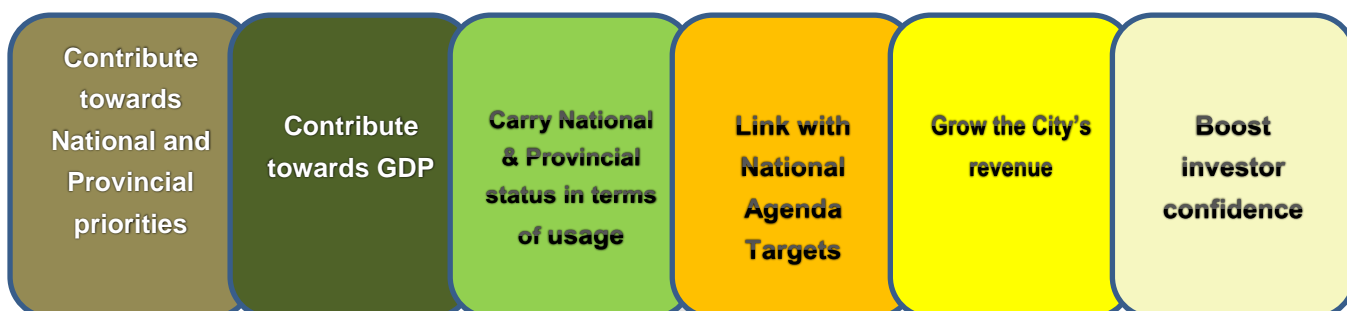 Contribute
towards
National and
Provincial
priorities
Contribute
towards GDP
Carry National
& Provincial
status in terms
of usage
Link with
National
Agenda
Targets
Grow the City’s
revenue
Boost
investor
confidence